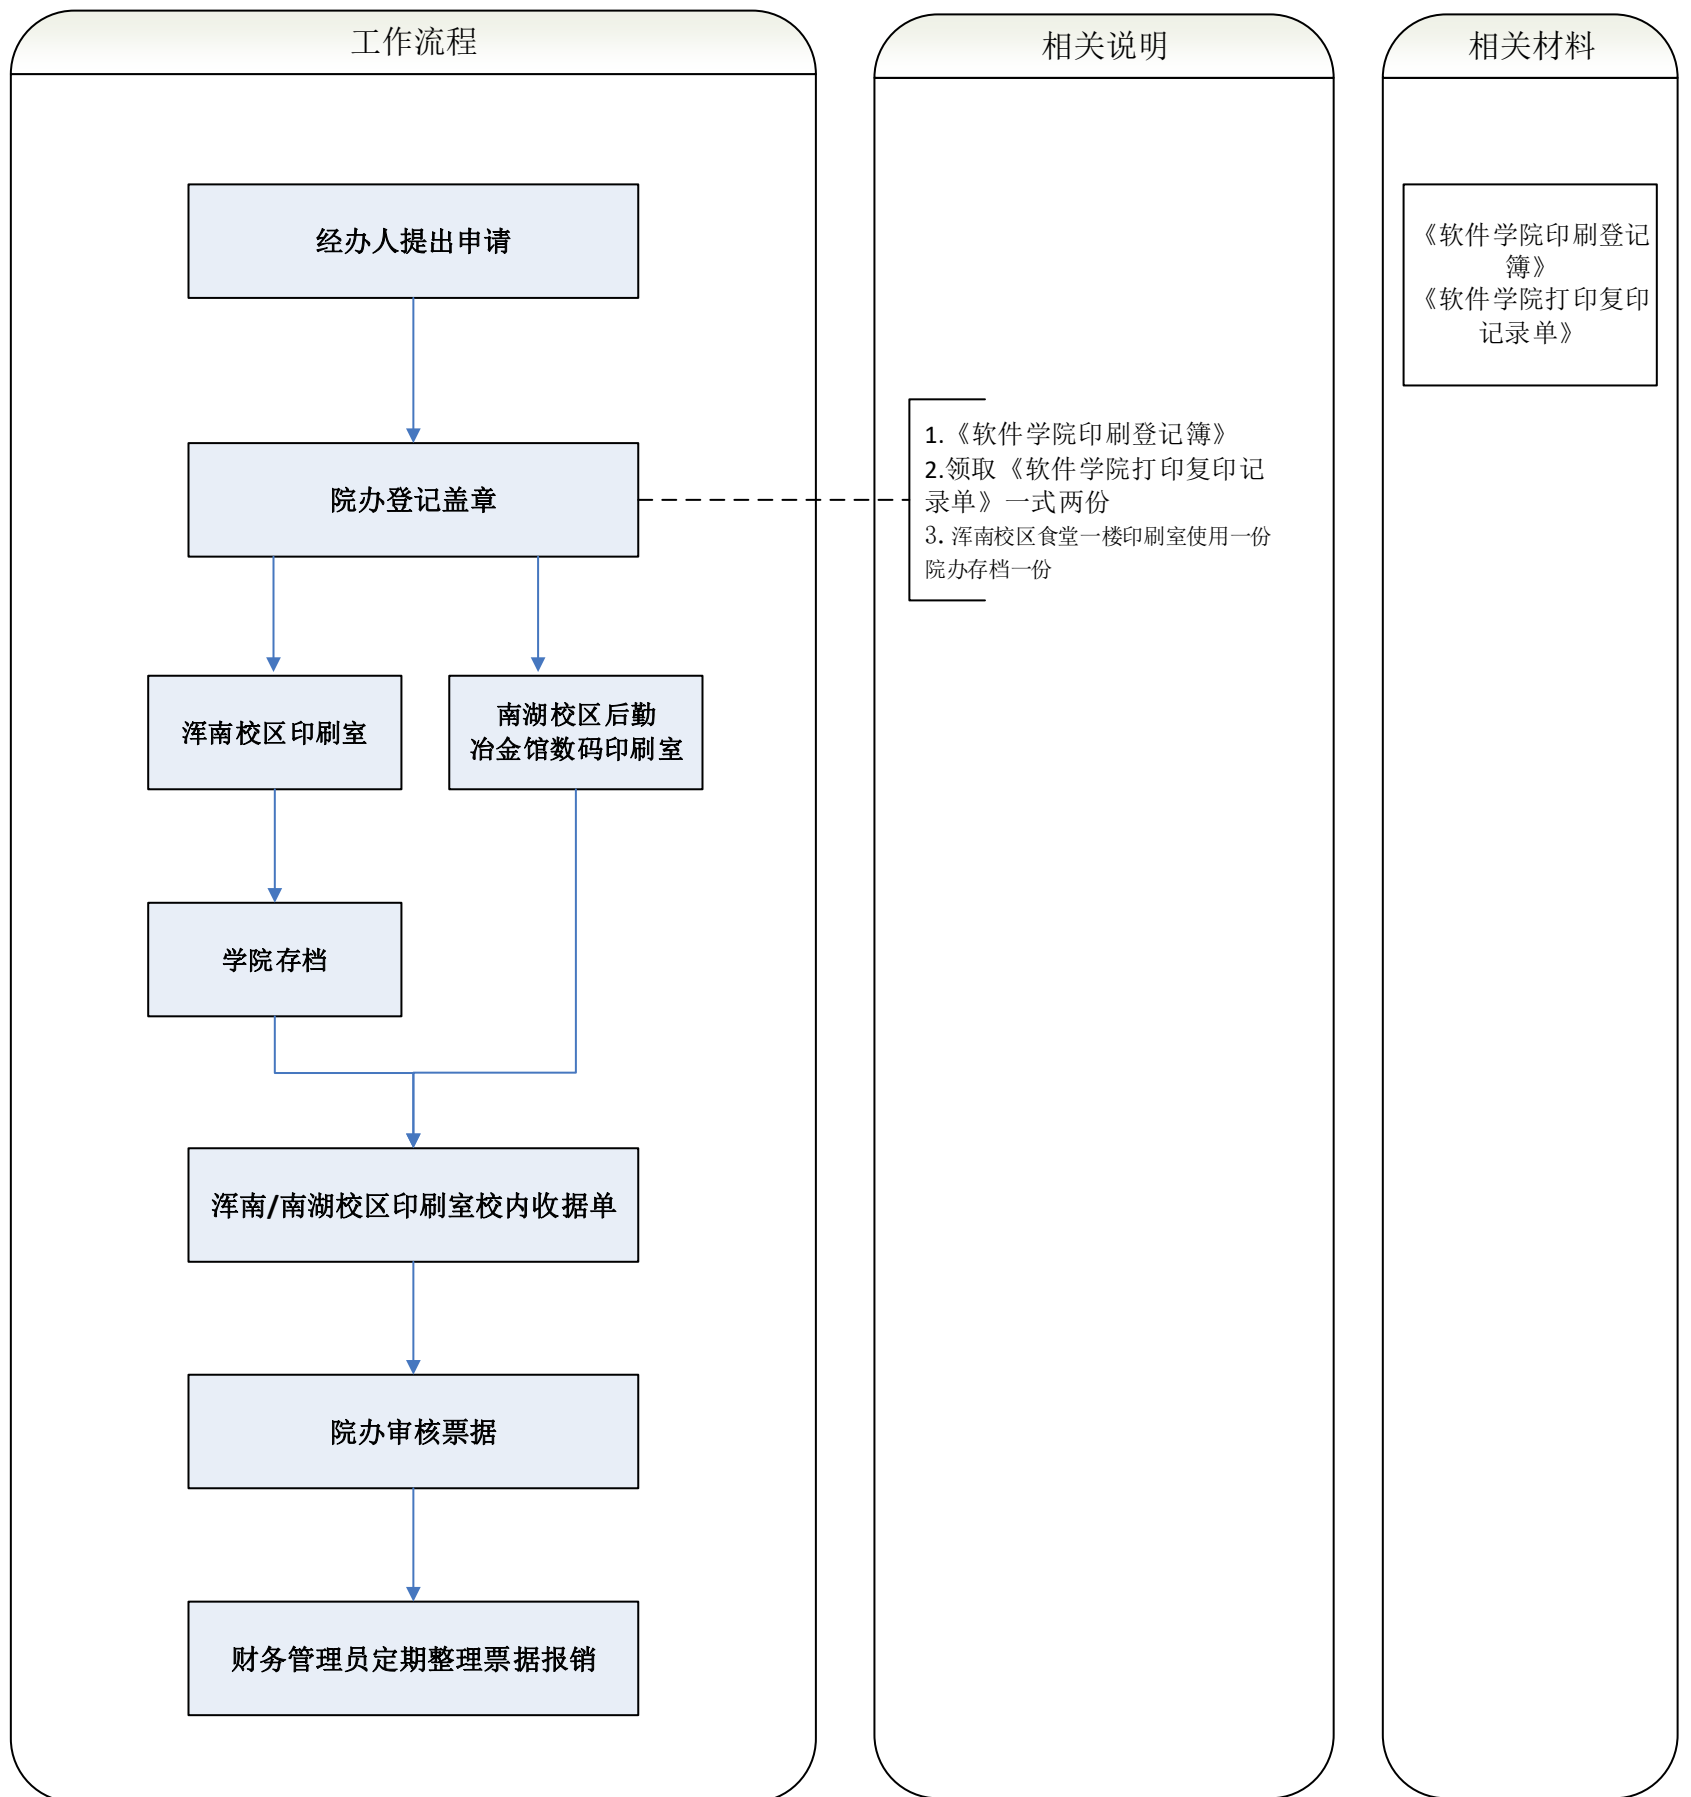 工作流程
相关说明
相关材料
经办人提出申请
《软件学院印刷登记
簿》
《软件学院打印复印
记录单》
院办登记盖章
1.《软件学院印刷登记簿》
2.领取《软件学院打印复印记
录单》一式两份
3. 浑南校区食堂一楼印刷室使用一份
院办存档一份
浑南校区印刷室
南湖校区后勤
冶金馆数码印刷室
学院存档
浑南/南湖校区印刷室校内收据单
院办审核票据
财务管理员定期整理票据报销